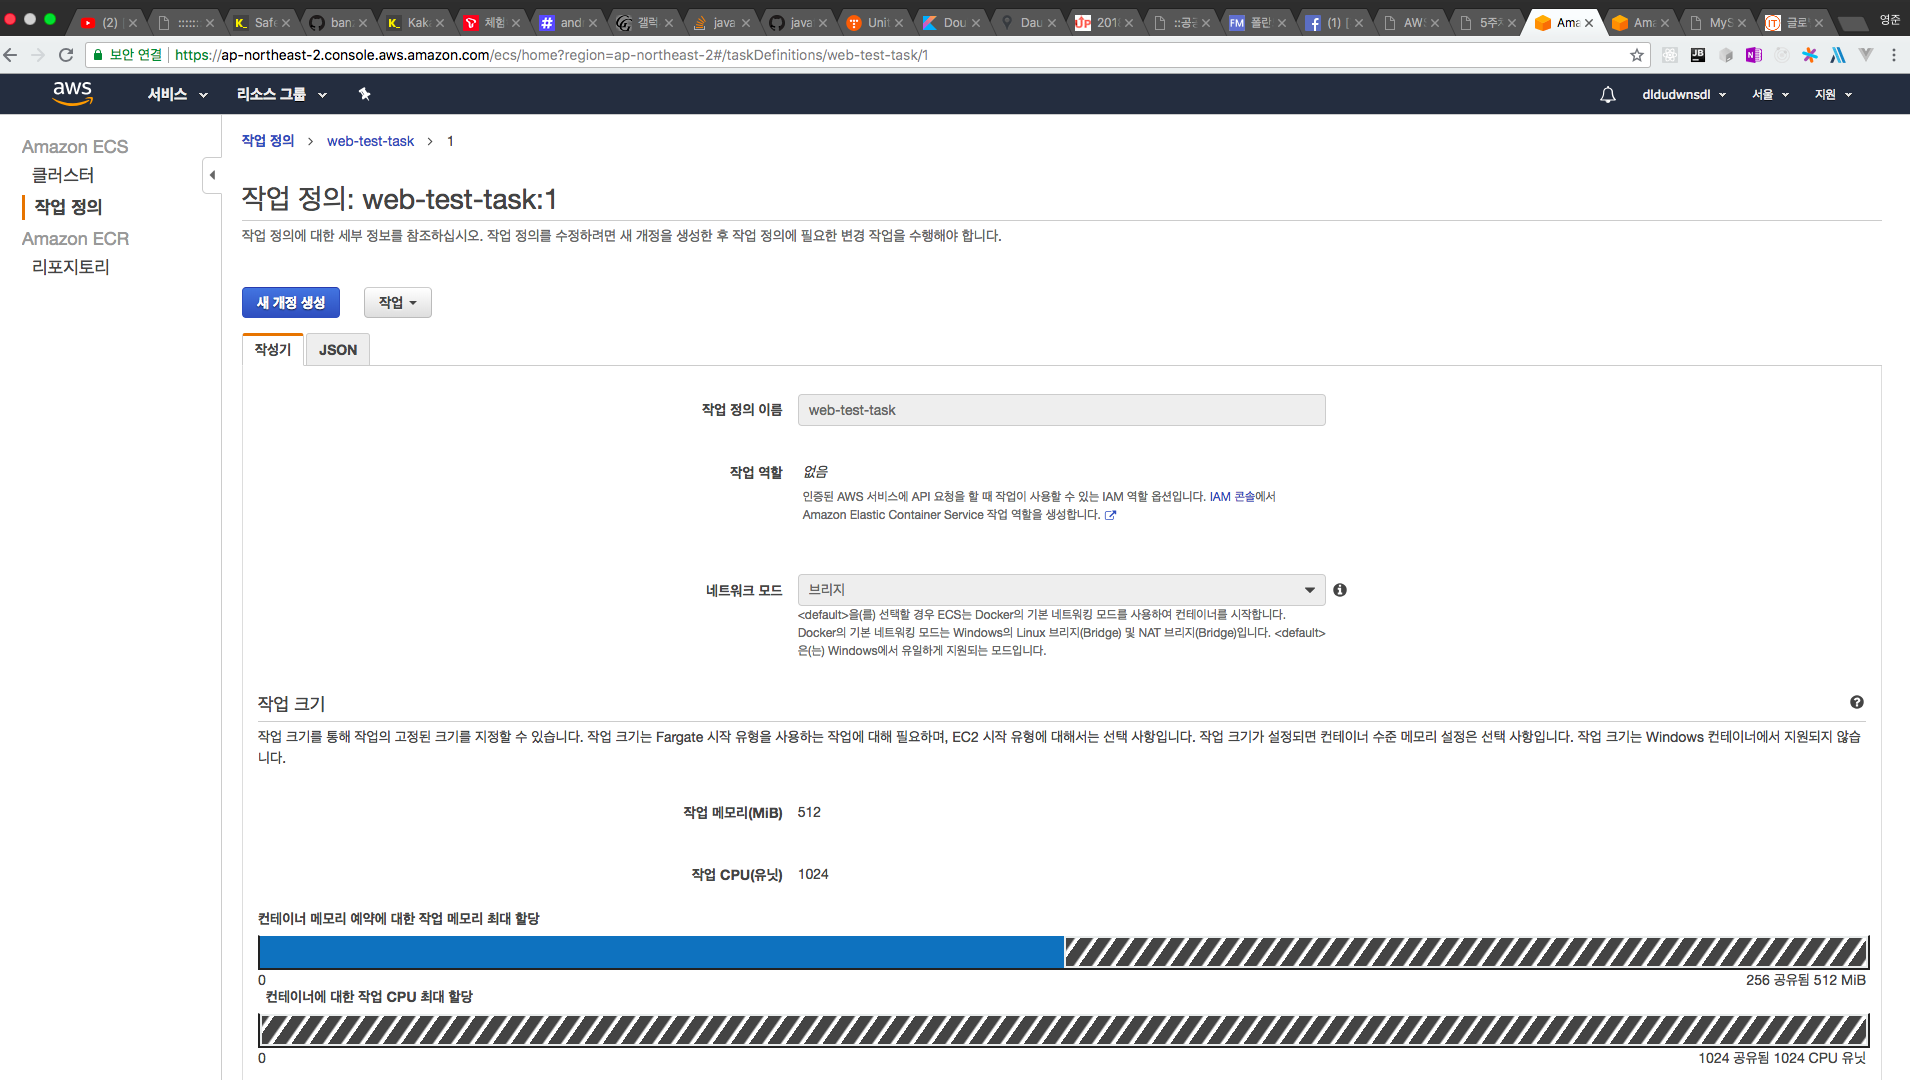 (2)
::::::
Safe
ban
Kak
체험
and
갤럭
java
java
Unit
Dou
Dau
201
::공
폴란
(1) [
AWS
5주
Ama
Ama
MyS
글로
영준
보안 연결 https://ap-northeast-2.console.aws.amazon.com/ecs/home?region=ap-northeast-2#/taskDefinitions/web-test-task/1
aws 서비스 리소스 그룹 dldudwnsdl 서울 지원
Amazon ECS
클러스터
작업 정의
Amazon ECR
리포지토리
작업 정의 > web-test-task > 1
작업 정의: web-test-task:1
작업 정의에 대한 세부 정보를 참조하십시오. 작업 정의를 수정하려면 새 개정을 생성한 후 작업 정의에 필요한 변경 작업을 수행해야 합니다.
새 개정 생성 작업
작성기 JSON
작업 정의 이름 web-test-task
작업 역할 없음
인증된 AWS 서비스에 API 요청을 할 때 작업이 사용할 수 있는 IAM 역할 옵션입니다. IAM 콘솔에서
Amazon Elastic Container Service 작업 역할을 생성합니다.
네트워크 모드 브리지
<default>을(를) 선택할 경우 ECS는 Docker의 기본 네트워킹 모드를 사용하여 컨테이너를 시작합니다.
Docker의 기본 네트워킹 모드는 Windows의 Linux 브리지(Bridge) 및 NAT 브리지(Bridge)입니다. <default>
은(는) Windows에서 유일하게 지원되는 모드입니다.
작업 크기
작업 크기를 통해 작업의 고정된 크기를 지정할 수 있습니다. 작업 크기는 Fargate 시작 유형을 사용하는 작업에 대해 필요하며, EC2 시작 유형에 대해서는 선택 사항입니다. 작업 크기가 설정되면 컨테이너 수준 메모리 설정은 선택 사항입니다. 작업 크기는 Windows 컨테이너에서 지원되지 않습
니다.
작업 메모리(MiB) 512
작업 CPU(유닛) 1024
컨테이너 메모리 예약에 대한 작업 메모리 최대 할당
0 256 공유됨 512 MiB
컨테이너에 대한 작업 CPU 최대 할당
0 1024 공유됨 1024 CPU 유닛